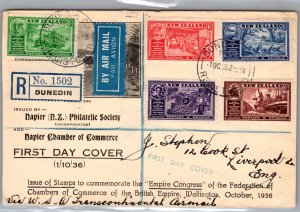 NEW ZEALAND
NEW ZEALAND
NEW ZEALAND
BY AIR MAIL
PAR AVION
R No. 1502
DUNEDIN
NEW ZEALAND
NEW ZEALAND
ISSUED BY
Napier (N.Z.) Philatelic Society
(INCORPORATED)
AND
Napier Chamber of Commerce
FIRST DAY COVER
(1/10/36)
J. Stephen
12 Cook St
Liverpool
Eng.
FIRST DAY COVER
Issue of Stamps to commemorate the "Empire Congress" of the Federation of
Chambers of Commerce of the British Empire, Wellington, October, 1936
via U.S.A. Transcontinental Airmail